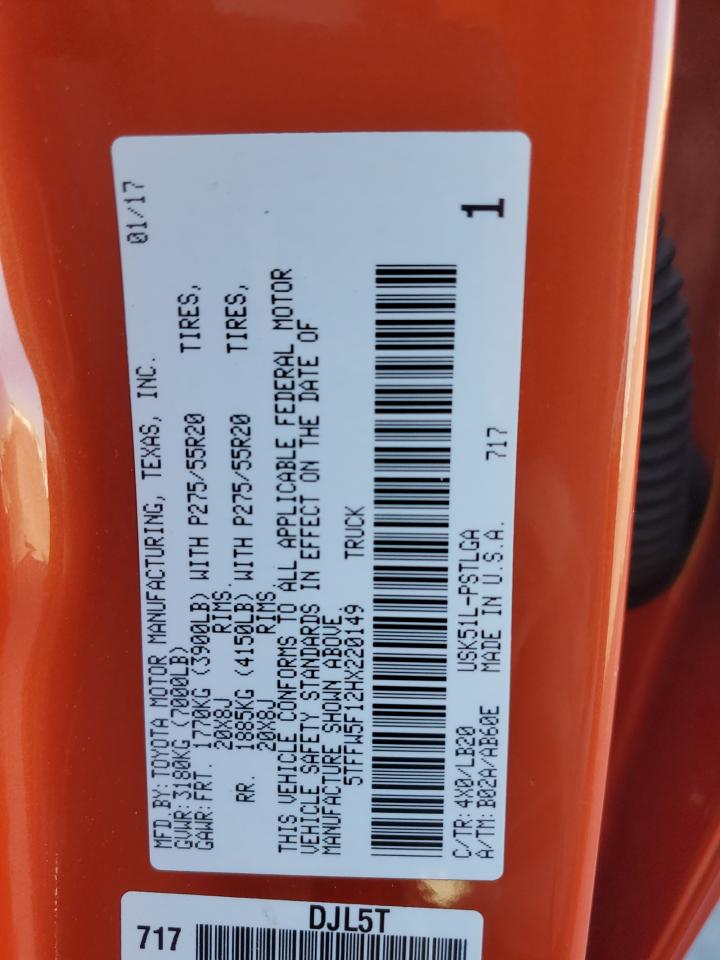 01/17
MFD BY:TOYOTA MOTOR MANUFACTURING, TEXAS, INC.
GVWR:3180KG (7000LB)
GAWR:FRT. 1770KG (3900LB) WITH P275/55R20 TIRES,
20X8J RIMS.
RR. 1885KG (4150LB) WITH P275/55R20 TIRES,
20X8J RIMS.
THIS VEHICLE CONFORMS TO ALL APPLICABLE FEDERAL MOTOR
VEHICLE SAFETY STANDARDS IN EFFECT ON THE DATE OF
MANUFACTURE SHOWN ABOVE
5TFFW5F12HX220149 TRUCK
1
C/TR:4X0/LB20 USK51L-PSTLGA 717
A/TM:B02A/AB60E MADE IN U.S.A.
DJL5T
717